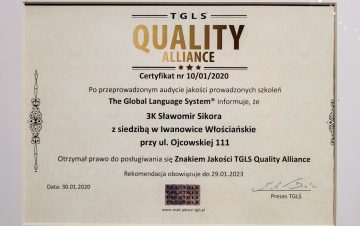 TGLS
QUALITY
ALLIANCE
Certyfikat nr 10/01/2020
Po przeprowadzonym audycie jakości prowadzonych szkoleń
The Global Language System® informuje, że
3K Sławomir Sikora
z siedzibą w Iwanowice Włościańskie
przy ul. Ojcowskiej 111
Otrzymał prawo do posługiwania się Znakiem Jakości TGLS Quality Alliance
Rekomendacja obowiązuje do 29.01.2023
Data: 30.01.2020
Prezes TGLS
www.znak-jakosci-tgls.pl